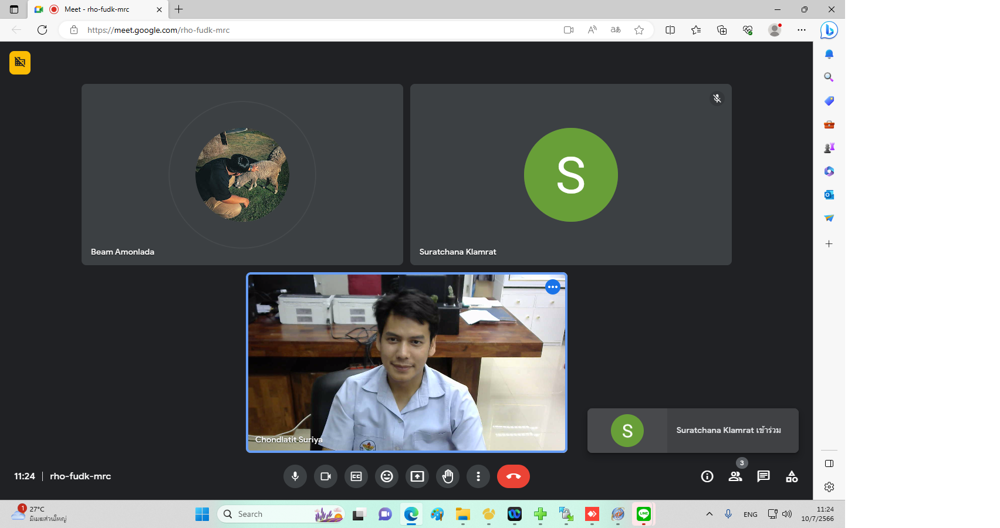 Meet - rho-fudk-mrc
https://meet.google.com/rho-fudk-mrc
Beam Amonlada
S
Suratchana Klamrat
Chondlatit Suriya
S
Suratchana Klamrat เข้าร่วม
11:24 | rho-fudk-mrc
3
1
27°C
มีเมฆส่วนใหญ่
Search
LINE
ENG
11:24
10/7/2566